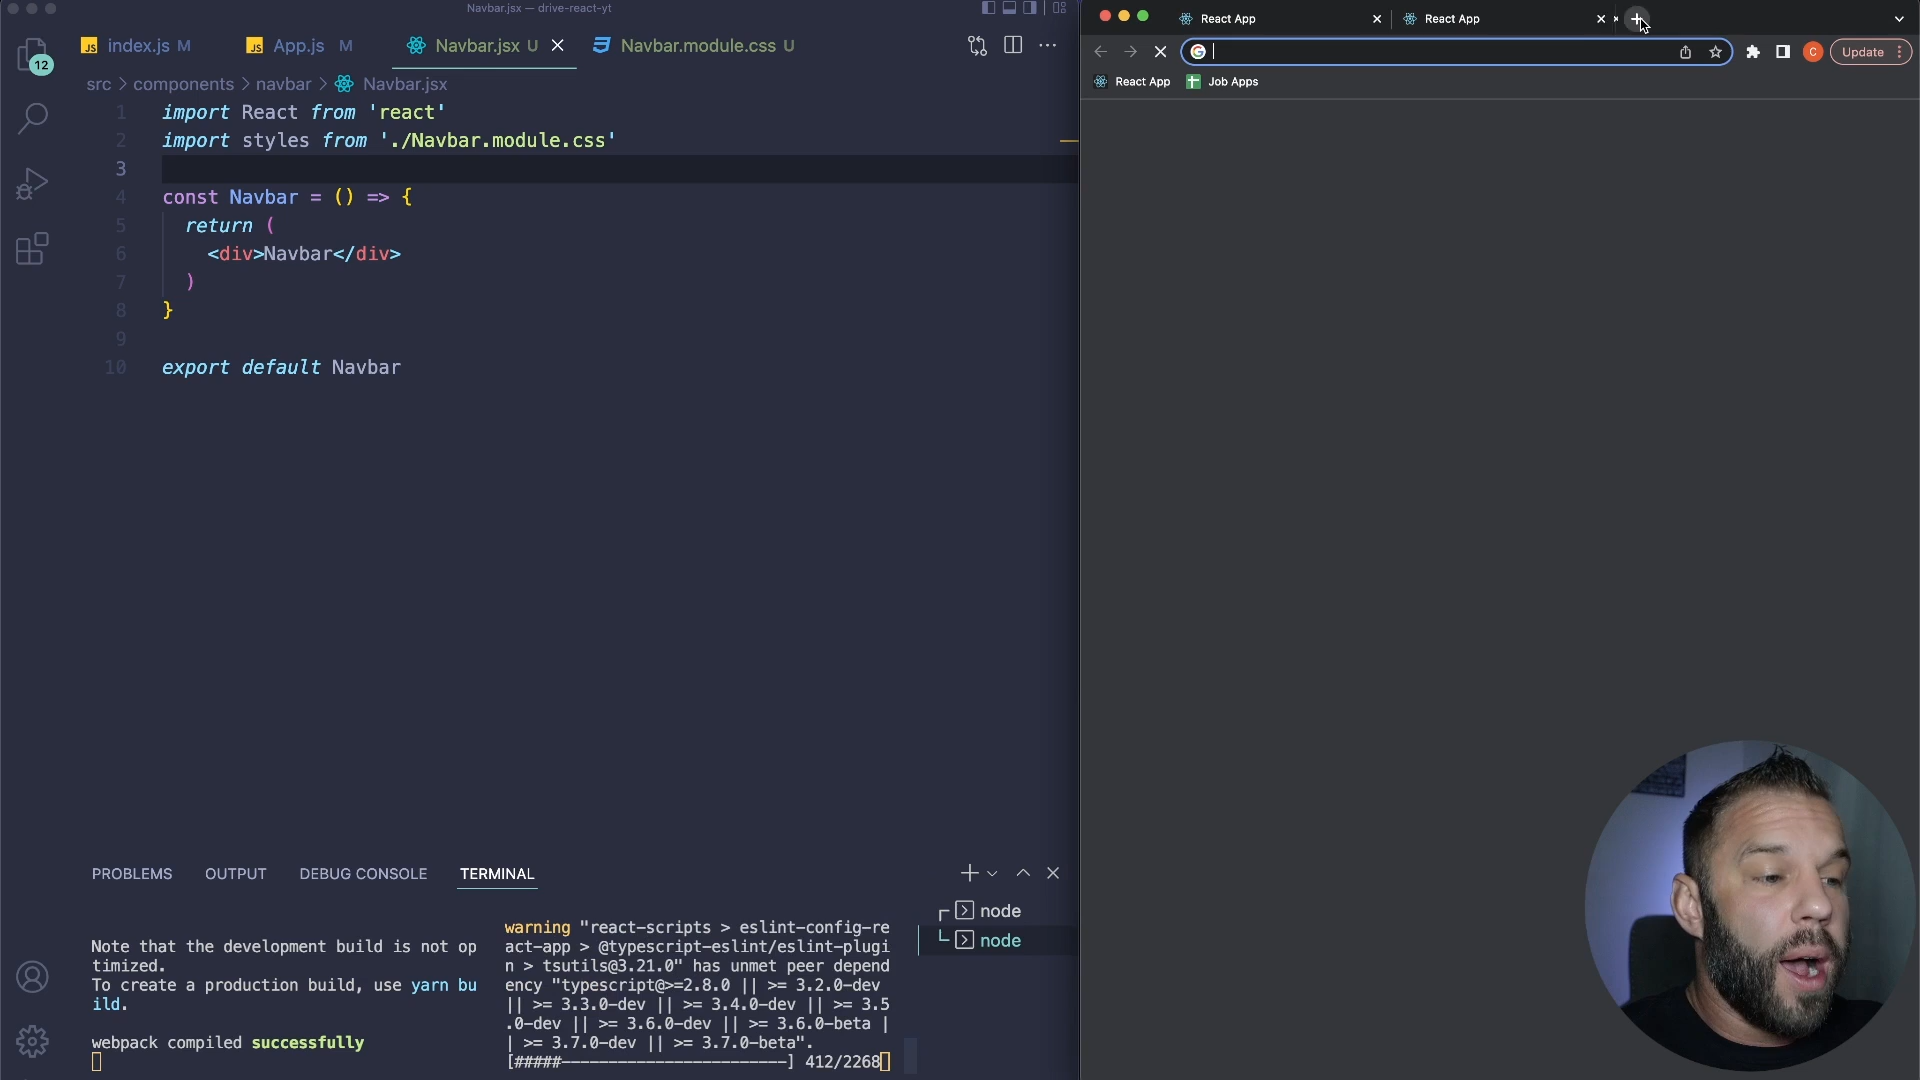 Navbar.jsx — drive-react-yt
JS index.js M
JS App.js M
Navbar.jsx U
Navbar.module.css U
src > components > navbar > Navbar.jsx
12
1 import React from 'react'
2 import styles from './Navbar.module.css'
3
4 const Navbar = () => {
5 return (
6 <div>Navbar</div>
7 )
8 }
9
10 export default Navbar
PROBLEMS OUTPUT DEBUG CONSOLE TERMINAL
Note that the development build is not op
timized.
To create a production build, use yarn bu
ild.
webpack compiled successfully
warning "react-scripts > eslint-config-re
act-app > @typescript-eslint/eslint-plugi
n > tsutils@3.21.0" has unmet peer depend
ency "typescript@>=2.8.0 || >= 3.2.0-dev
|| >= 3.3.0-dev || >= 3.4.0-dev || >= 3.5
.0-dev || >= 3.6.0-dev || >= 3.6.0-beta |
| >= 3.7.0-dev || >= 3.7.0-beta".
[#####------------------------] 412/2268
node
node
React App
React App
G
C
Update
React App
Job Apps